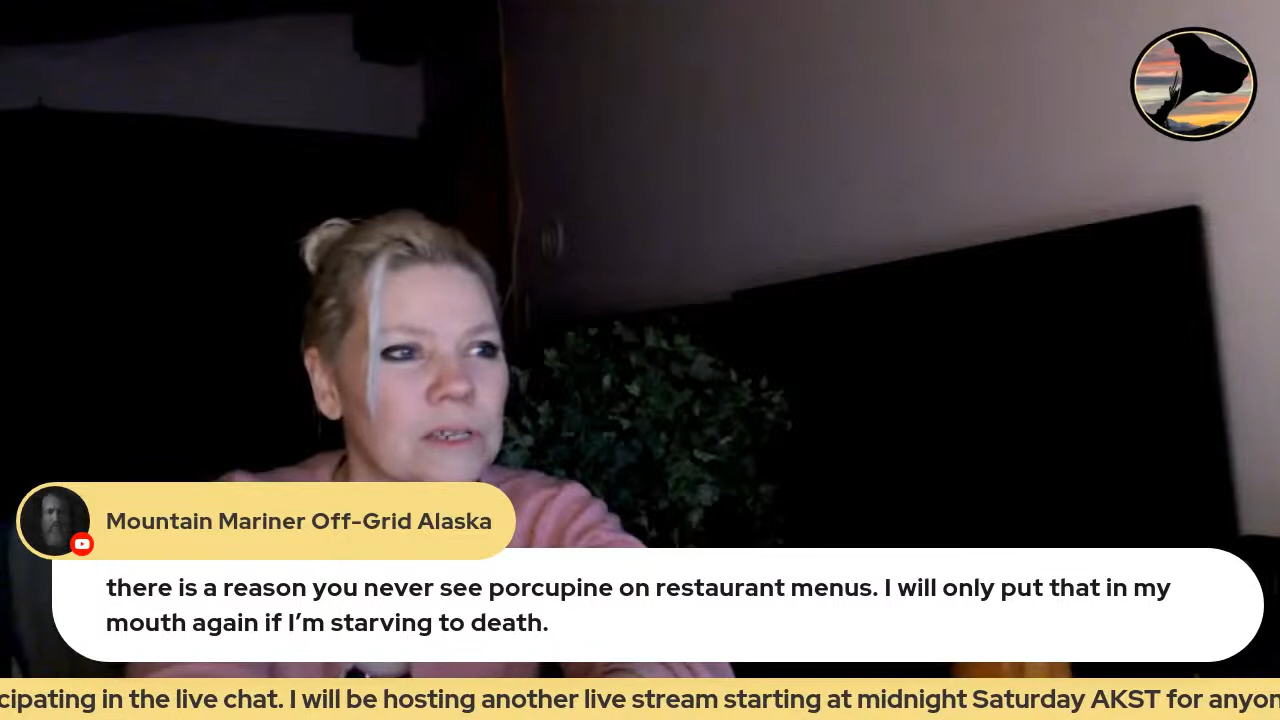 Mountain Mariner Off-Grid Alaska
there is a reason you never see porcupine on restaurant menus. I will only put that in my
mouth again if I’m starving to death.
cipating in the live chat. I will be hosting another live stream starting at midnight Saturday AKST for anyon